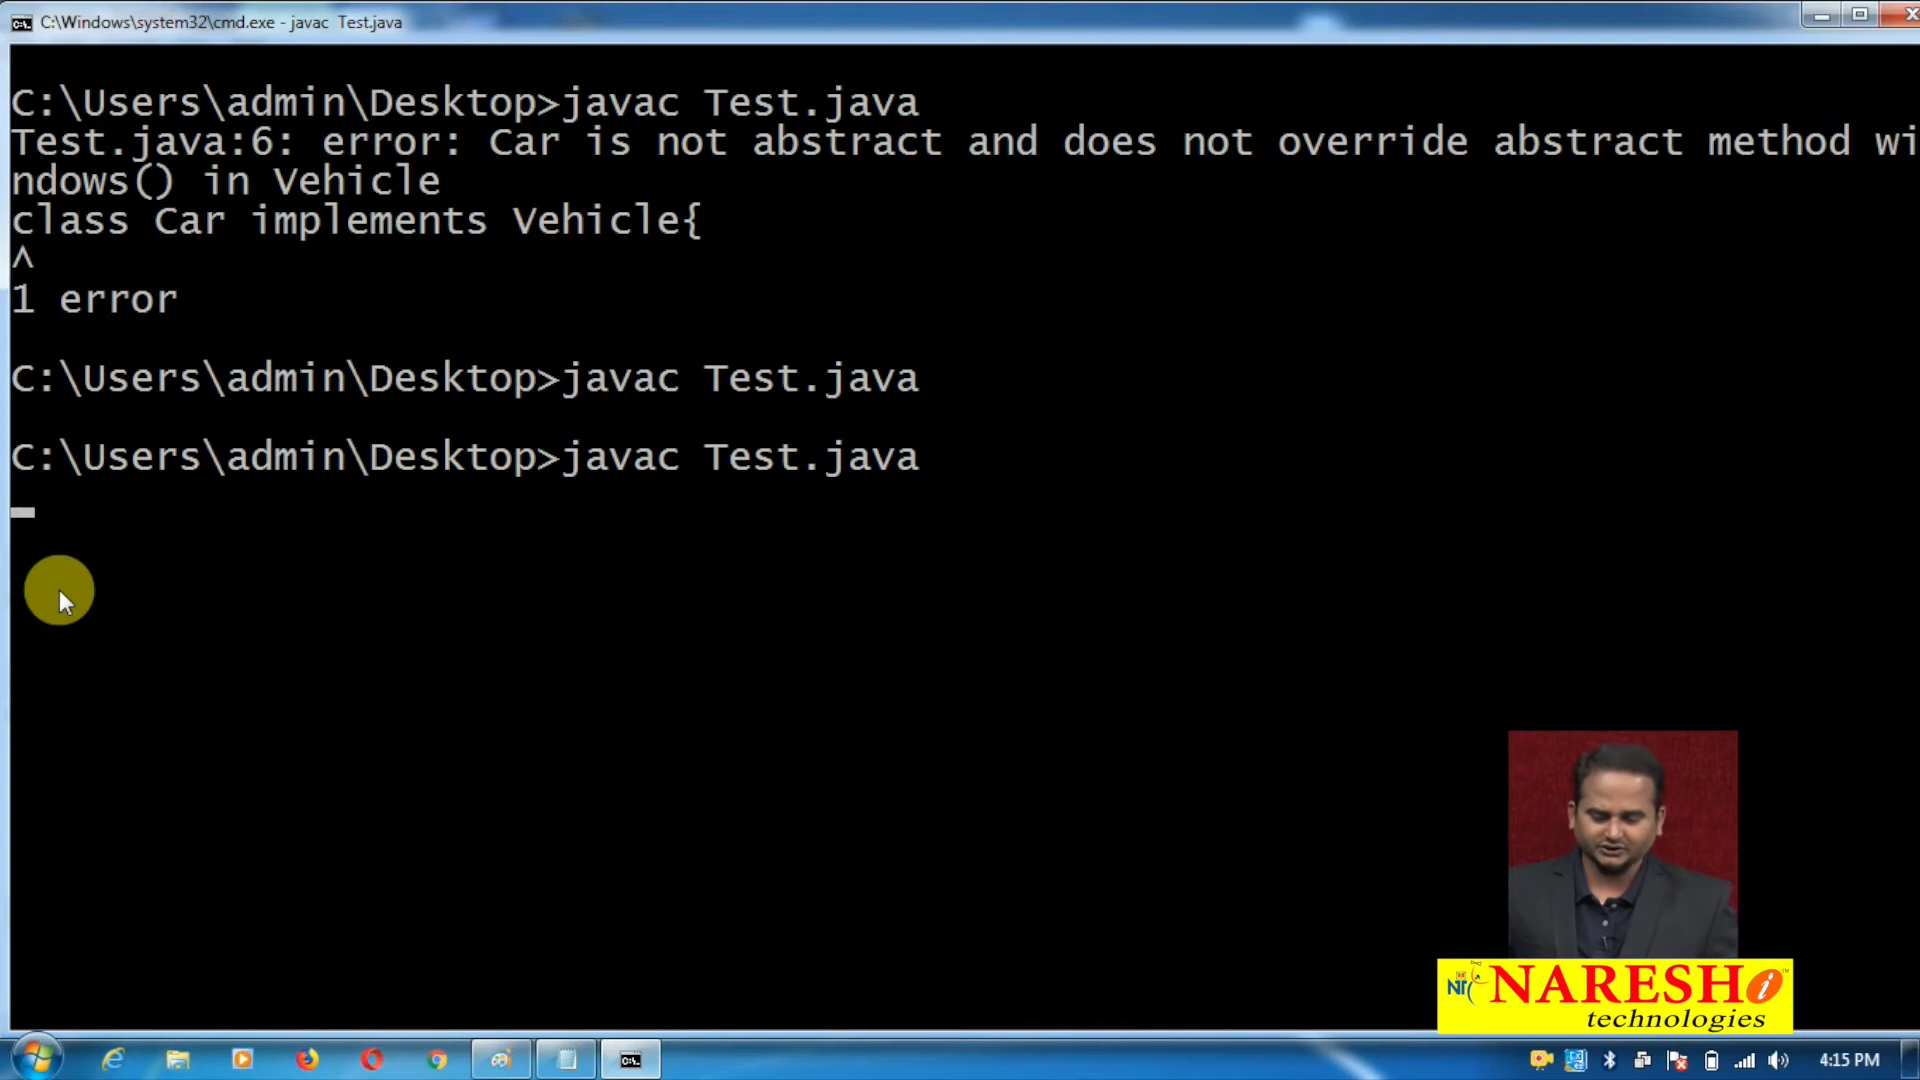 C:\Windows\system32\cmd.exe - javac Test.java
C:\Users\admin\Desktop>javac Test.java
Test.java:6: error: Car is not abstract and does not override abstract method wi
ndows() in Vehicle
class Car implements Vehicle{
^
1 error
C:\Users\admin\Desktop>javac Test.java
C:\Users\admin\Desktop>javac Test.java
NARESH i
technologies
4:15 PM